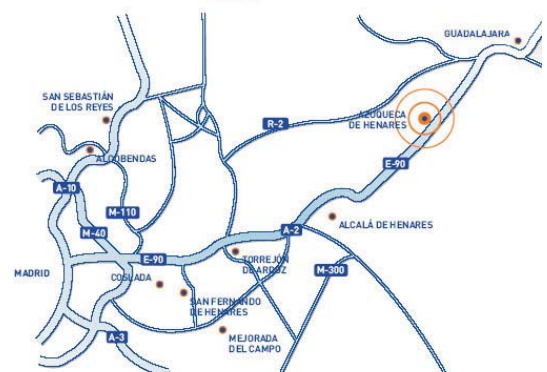 GUADALAJARA
SAN SEBASTIÁN
DE LOS REYES
AZUQUECA
DE HENARES
R-2
ALCOBENDAS
E-90
A-10
M-110
ALCALÁ DE HENARES
M-40
A-2
E-90
TORREJÓN
DE ARDOZ
MADRID
COSLADA
M-300
SAN FERNANDO
DE HENARES
MEJORADA
DEL CAMPO
A-3